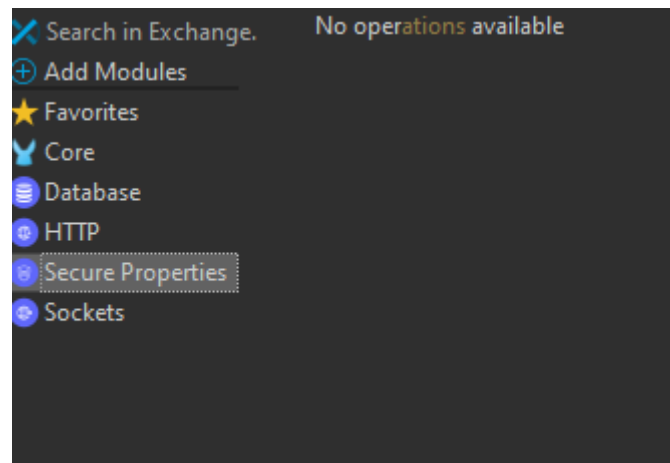 Search in Exchange.
Add Modules
Favorites
Core
Database
HTTP
Secure Properties
Sockets
No operations available